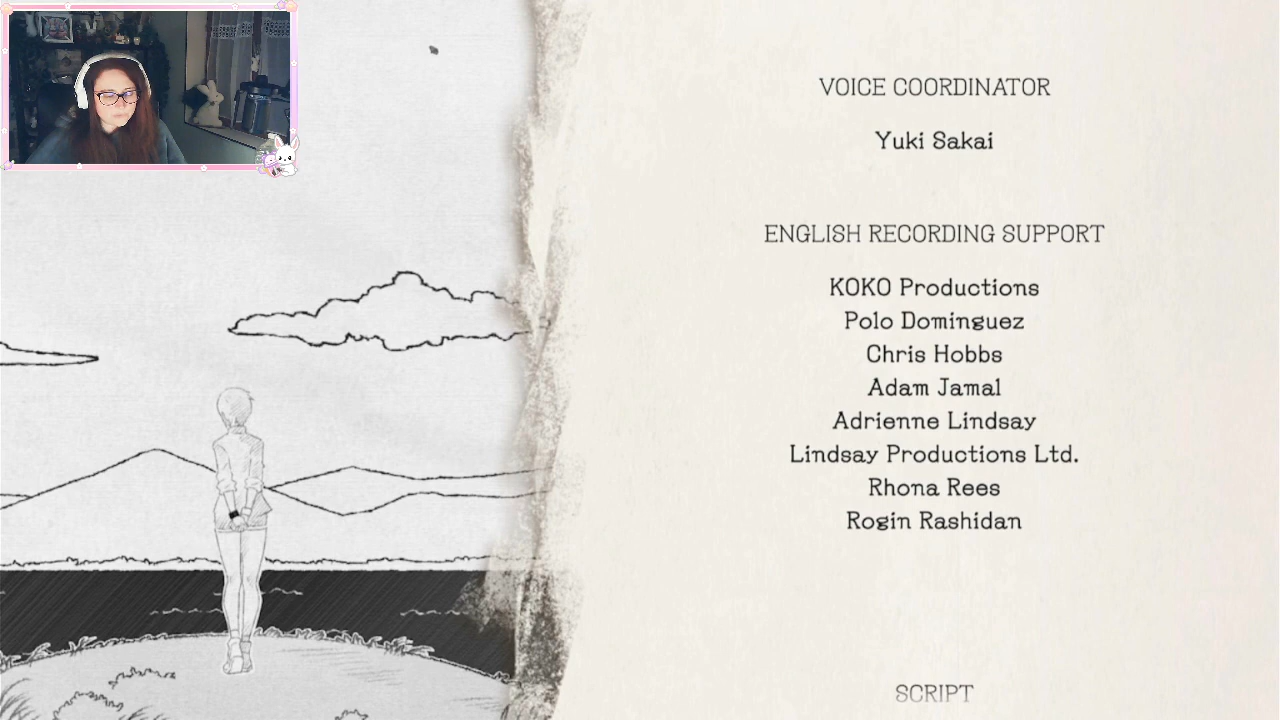 VOICE COORDINATOR
Yuki Sakai
ENGLISH RECORDING SUPPORT
KOKO Productions
Polo Dominguez
Chris Hobbs
Adam Jamal
Adrienne Lindsay
Lindsay Productions Ltd.
Rhona Rees
Rogin Rashidan
SCRIPT